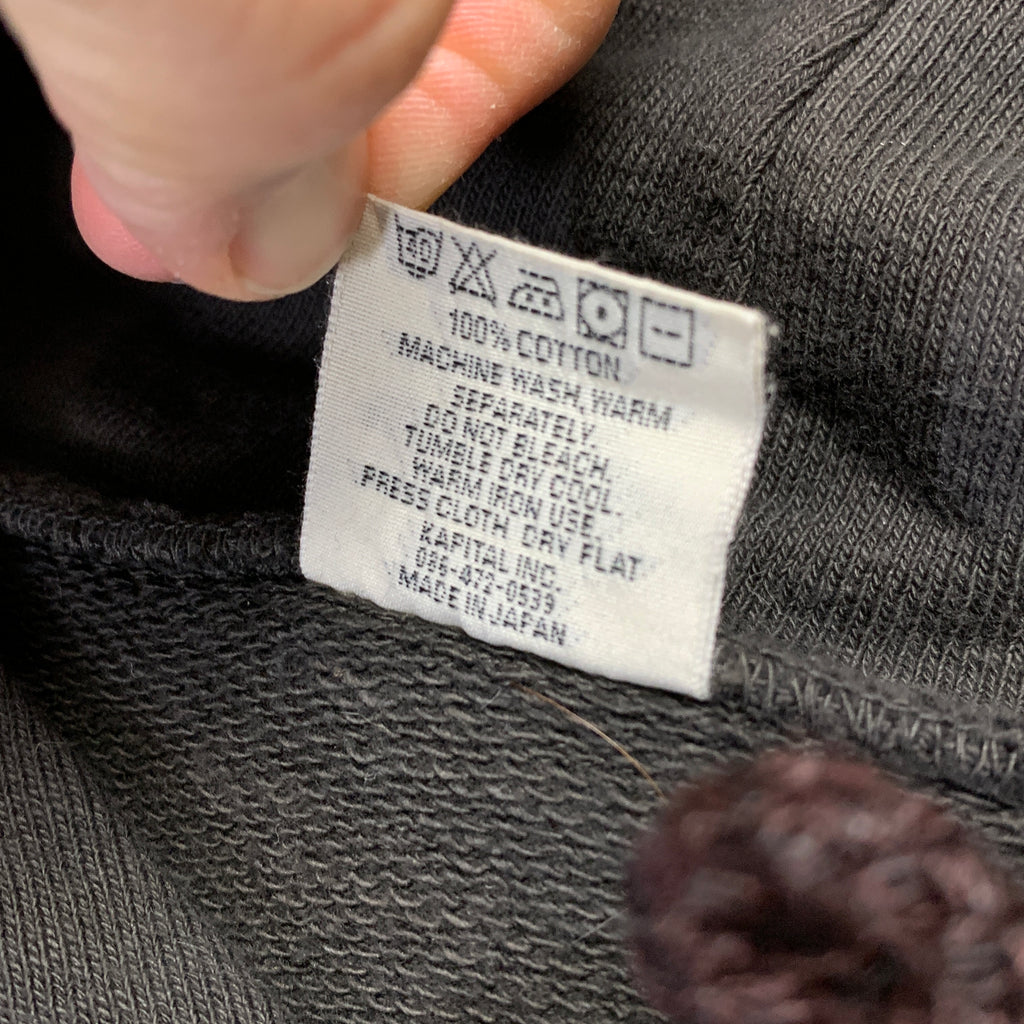 40
100% COTTON
MACHINE WASH, WARM
SEPARATELY.
DO NOT BLEACH.
TUMBLE DRY COOL.
WARM IRON USE.
PRESS CLOTH DRY FLAT
KAPITAL INC.
086-472-0539
MADE IN JAPAN